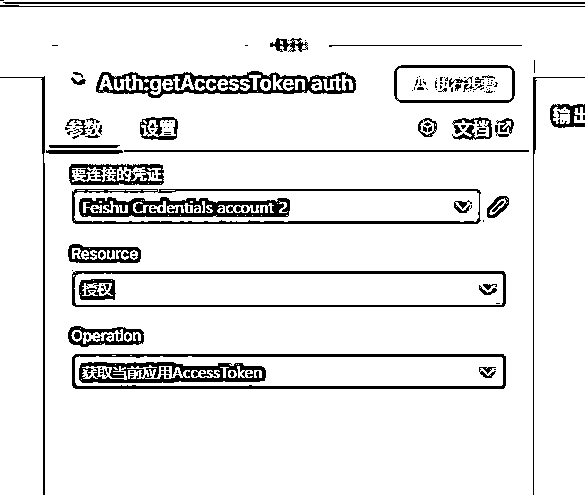 Auth:getAccessToken auth
执行步骤
参数
设置
文档
输出
要连接的凭证
Feishu Credentials account 2
Resource
授权
Operation
获取当前应用AccessToken